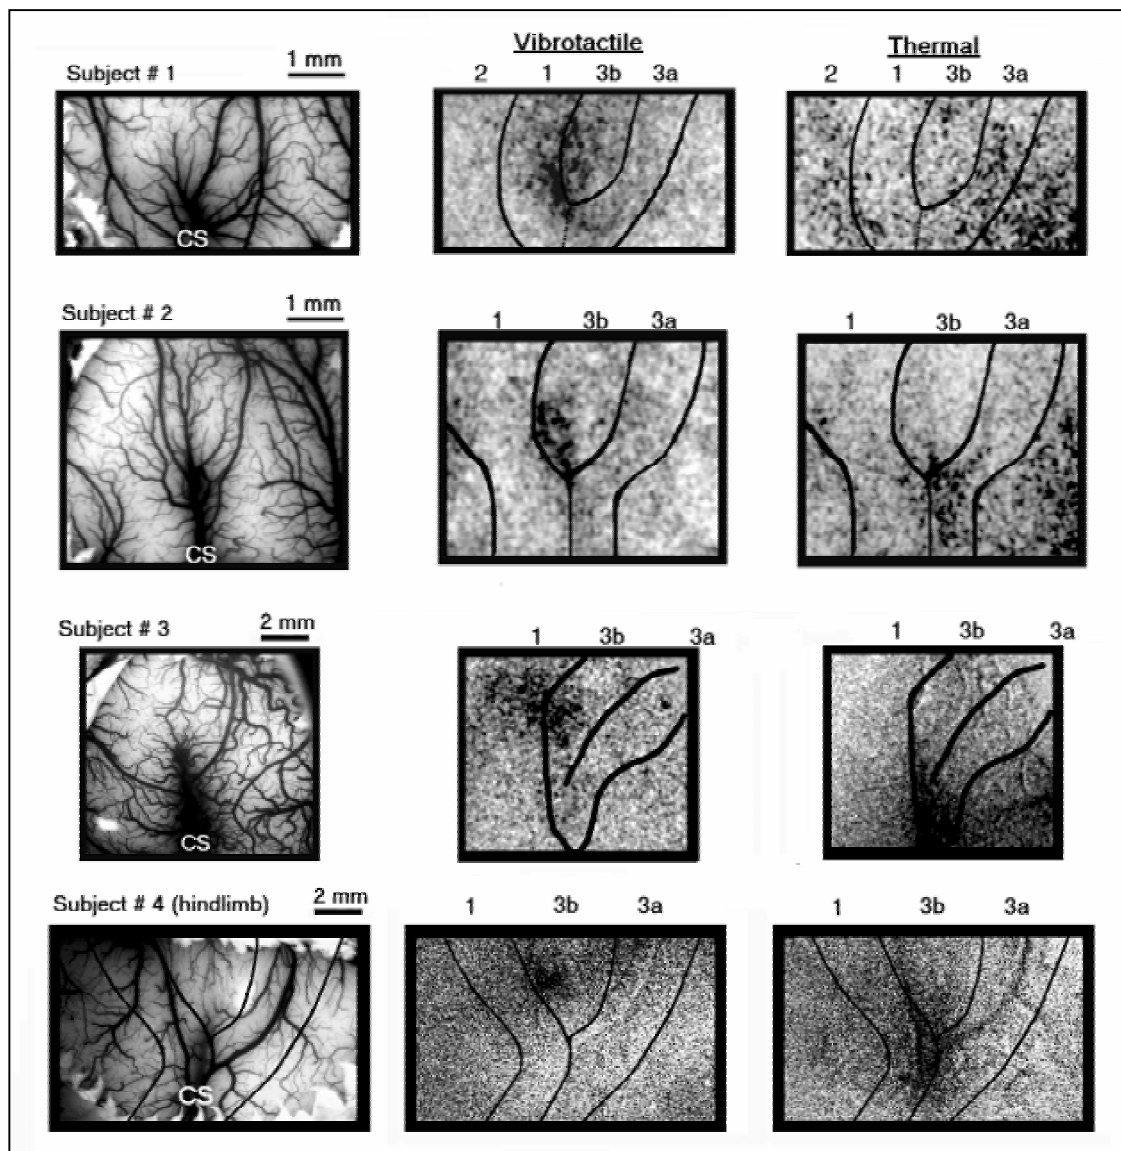 Vibrotactile
Thermal
Subject # 1
1 mm
2 1 3b 3a
2 1 3b 3a
CS
Subject # 2
1 mm
1 3b 3a
1 3b 3a
CS
Subject # 3
2 mm
1 3b 3a
1 3b 3a
CS
Subject # 4 (hindlimb)
2 mm
1 3b 3a
1 3b 3a
CS